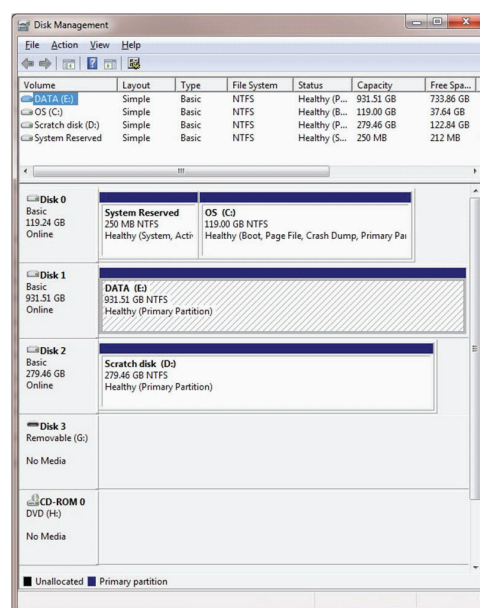 Disk Management
File Action View Help
Volume Layout Type File System Status Capacity Free Spa...
DATA (E:) Simple Basic NTFS Healthy (P... 931.51 GB 733.86 GB
OS (C:) Simple Basic NTFS Healthy (B... 119.00 GB 37.64 GB
Scratch disk (D:) Simple Basic NTFS Healthy (P... 279.46 GB 122.84 GB
System Reserved Simple Basic NTFS Healthy (S... 250 MB 212 MB
Disk 0
Basic
119.24 GB
Online
System Reserved
250 MB NTFS
Healthy (System, Activ
OS (C:)
119.00 GB NTFS
Healthy (Boot, Page File, Crash Dump, Primary Par
Disk 1
Basic
931.51 GB
Online
DATA (E:)
931.51 GB NTFS
Healthy (Primary Partition)
Disk 2
Basic
279.46 GB
Online
Scratch disk (D:)
279.46 GB NTFS
Healthy (Primary Partition)
Disk 3
Removable (G:)
No Media
CD-ROM 0
DVD (H:)
No Media
Unallocated Primary partition